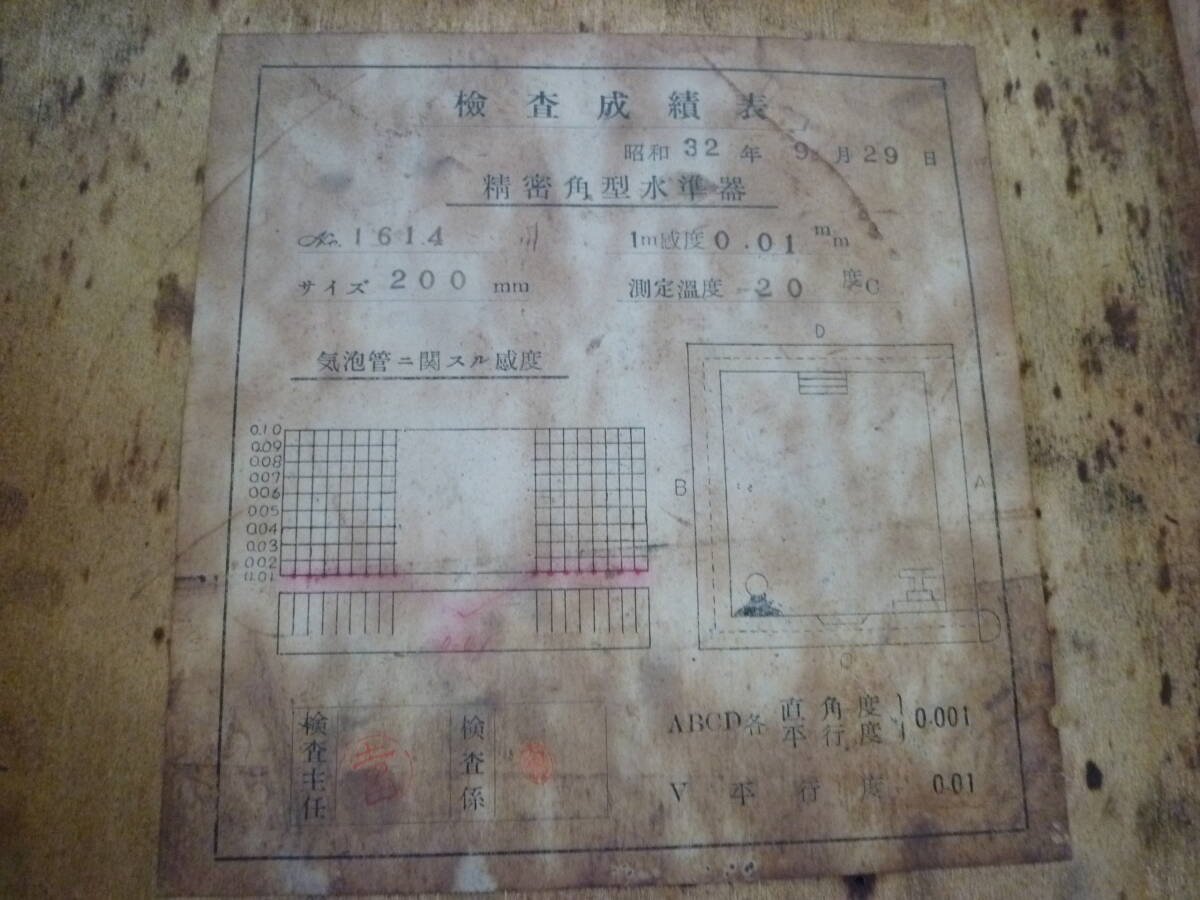 檢査成績表
昭和 32 年 9 月 29 日
精密角型水準器
No. 1614
1m感度 0.01 mm
サイズ 200 mm
測定溫度 20 度C
気泡管ニ関スル感度
0.10
0.09
0.08
0.07
0.06
0.05
0.04
0.03
0.02
0.01
D
B
A
C
検査主任
検査係
ABCD各 直角度 平行度 0.001
V 平行度 0.01